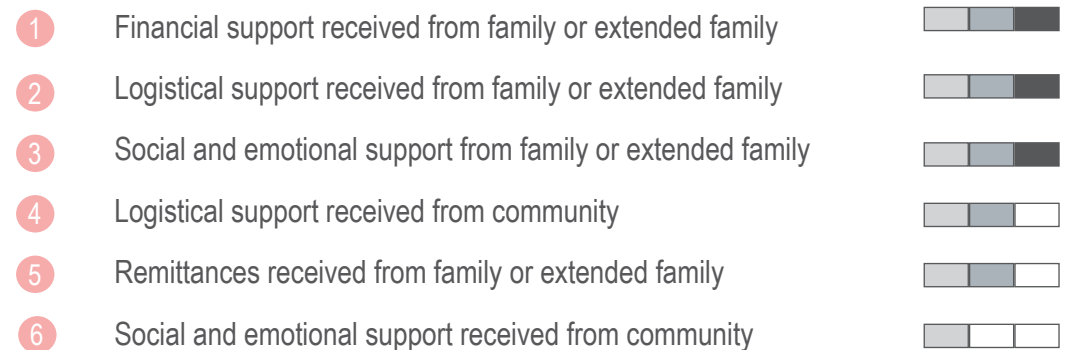 1 Financial support received from family or extended family
2 Logistical support received from family or extended family
3 Social and emotional support from family or extended family
4 Logistical support received from community
5 Remittances received from family or extended family
6 Social and emotional support received from community